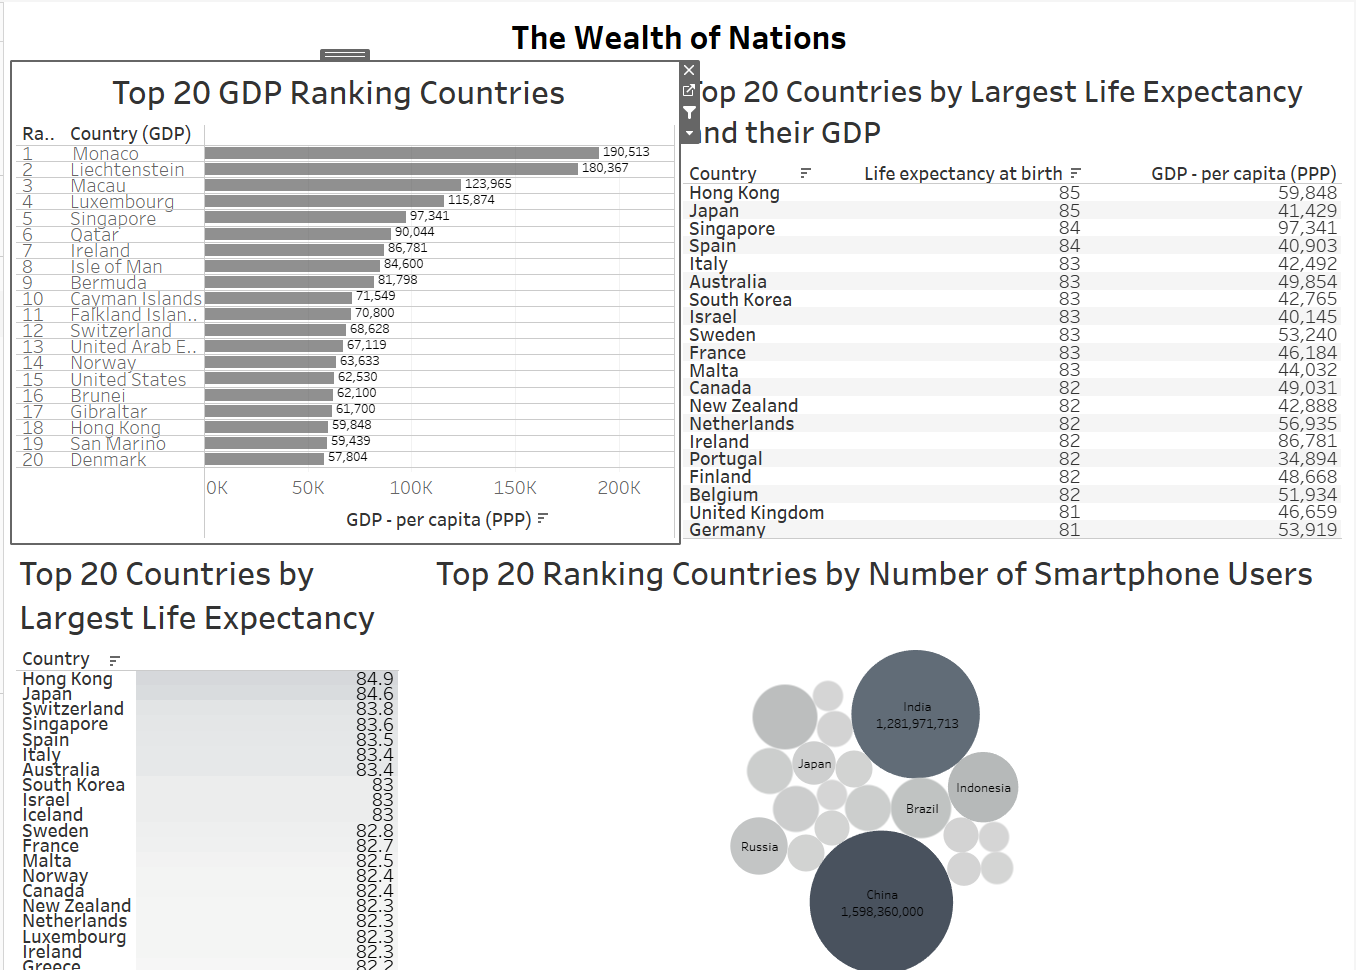 The Wealth of Nations
Top 20 GDP Ranking Countries
Ra.. Country (GDP)
1 Monaco 190,513
2 Liechtenstein 180,367
3 Macau 123,965
4 Luxembourg 115,874
5 Singapore 97,341
6 Qatar 90,044
7 Ireland 86,781
8 Isle of Man 84,600
9 Bermuda 81,798
10 Cayman Islands 71,549
11 Falkland Islan.. 70,800
12 Switzerland 68,628
13 United Arab E.. 67,119
14 Norway 63,633
15 United States 62,530
16 Brunei 62,100
17 Gibraltar 61,700
18 Hong Kong 59,848
19 San Marino 59,439
20 Denmark 57,804
0K 50K 100K 150K 200K
GDP - per capita (PPP)
Top 20 Countries by Largest Life Expectancy
and their GDP
Country Life expectancy at birth GDP - per capita (PPP)
Hong Kong 85 59,848
Japan 85 41,429
Singapore 84 97,341
Spain 84 40,903
Italy 83 42,492
Australia 83 49,854
South Korea 83 42,765
Israel 83 40,145
Sweden 83 53,240
France 83 46,184
Malta 83 44,032
Canada 82 49,031
New Zealand 82 42,888
Netherlands 82 56,935
Ireland 82 86,781
Portugal 82 34,894
Finland 82 48,668
Belgium 82 51,934
United Kingdom 81 46,659
Germany 81 53,919
Top 20 Countries by
Largest Life Expectancy
Country
Hong Kong 84.9
Japan 84.6
Switzerland 83.8
Singapore 83.6
Spain 83.5
Italy 83.4
Australia 83.4
South Korea 83
Israel 83
Iceland 83
Sweden 82.8
France 82.7
Malta 82.5
Norway 82.4
Canada 82.4
New Zealand 82.3
Netherlands 82.3
Luxembourg 82.3
Ireland 82.3
Greece 82.2
Top 20 Ranking Countries by Number of Smartphone Users
India
1,281,971,713
Japan
Indonesia
Brazil
Russia
China
1,598,360,000